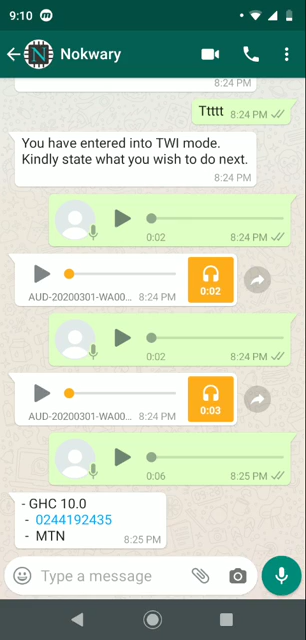 9:10
Nokwary
8:24 PM
Ttttt 8:24 PM
You have entered into TWI mode.
Kindly state what you wish to do next.
8:24 PM
0:02 8:24 PM
AUD-20200301-WA00... 8:24 PM 0:02
0:02 8:24 PM
AUD-20200301-WA00... 8:24 PM 0:03
0:06 8:25 PM
- GHC 10.0
- 0244192435
- MTN 8:25 PM
Type a message